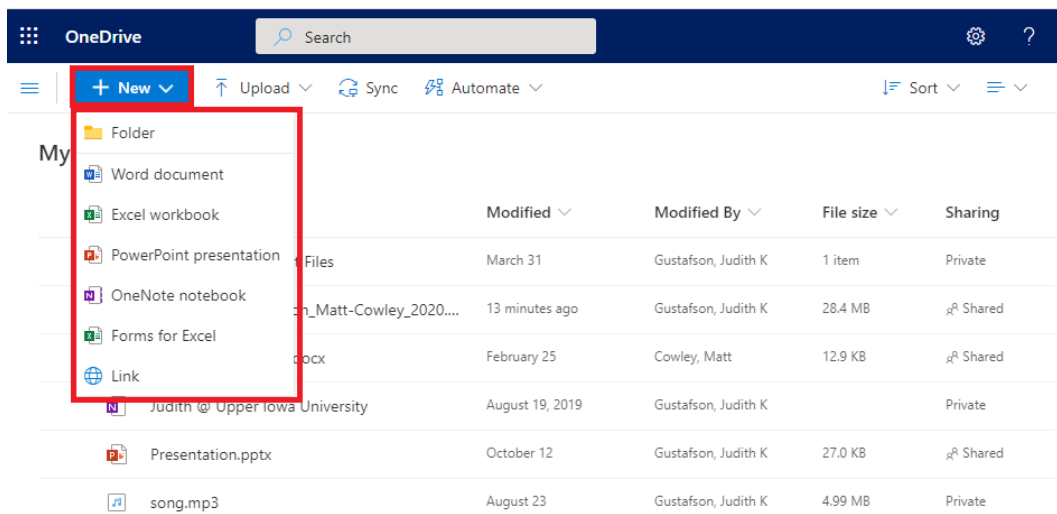 OneDrive Search ?
+ New Upload Sync Automate Sort
Folder
My
Word document
Excel workbook
Modified Modified By File size Sharing
PowerPoint presentation
Files March 31 Gustafson, Judith K 1 item Private
OneNote notebook
_Matt-Cowley_2020.... 13 minutes ago Gustafson, Judith K 28.4 MB Shared
Forms for Excel
docx February 25 Cowley, Matt 12.9 KB Shared
Link
Judith @ Upper Iowa University August 19, 2019 Gustafson, Judith K Private
Presentation.pptx October 12 Gustafson, Judith K 27.0 KB Shared
song.mp3 August 23 Gustafson, Judith K 4.99 MB Private